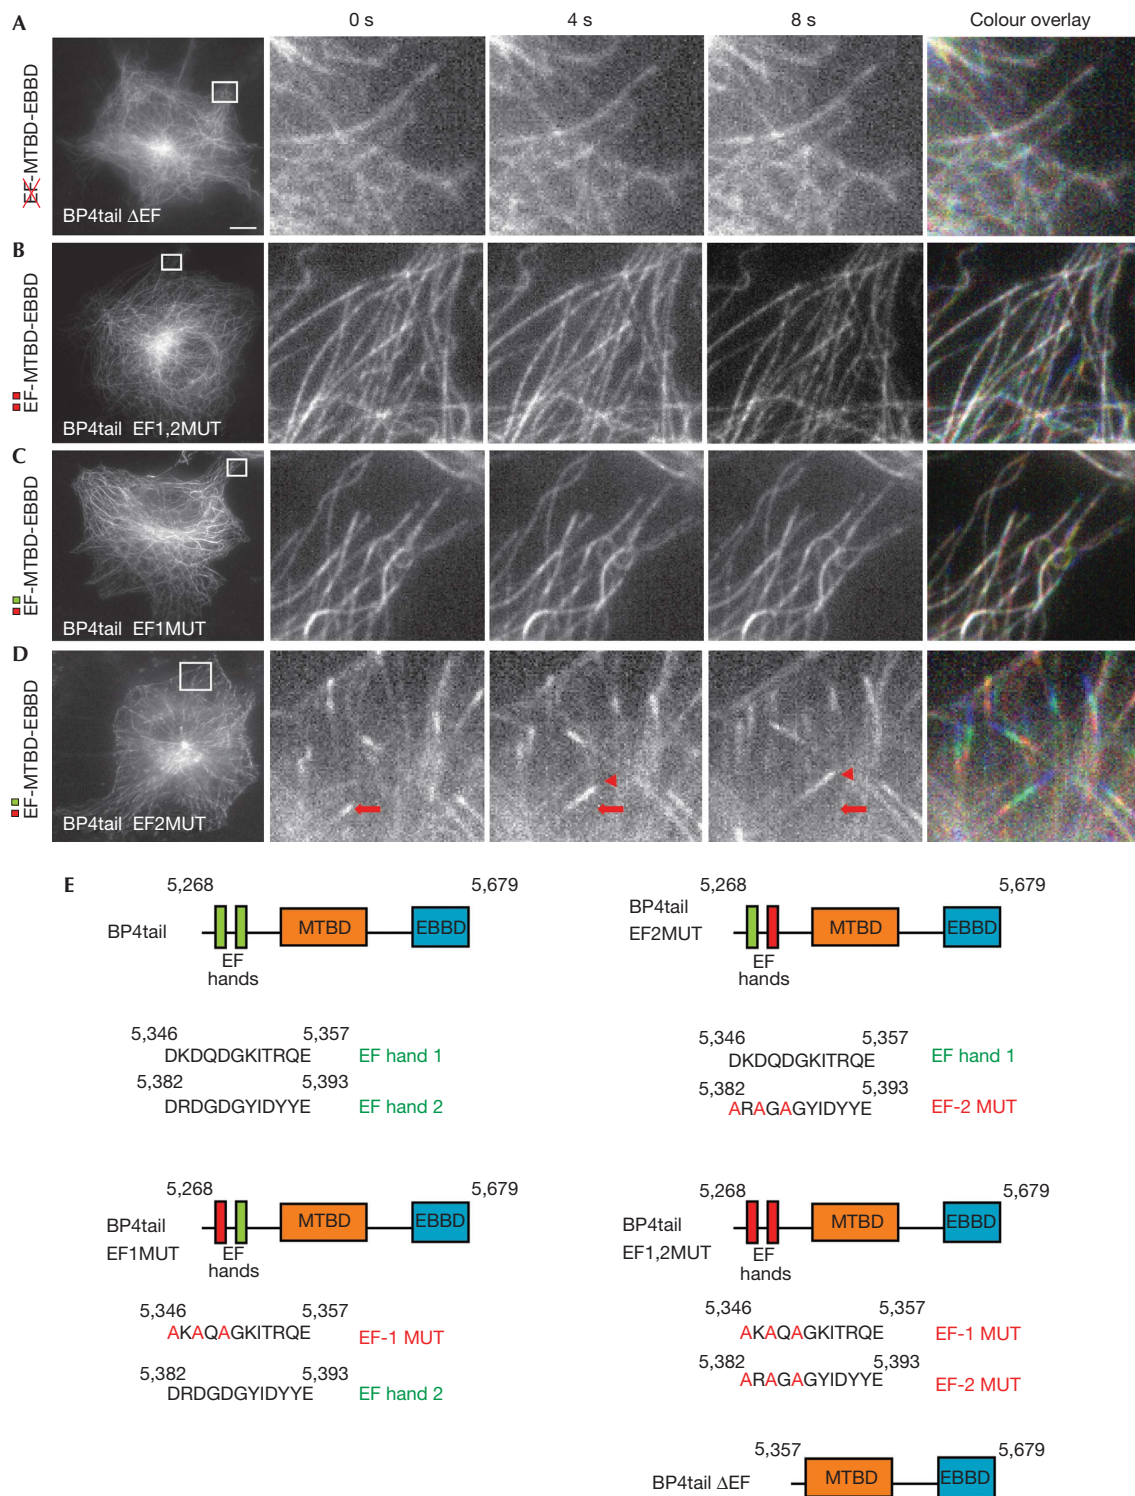 A
0 s
4 s
8 s
Colour overlay
EF-MTBD-EBBD
BP4tail ΔEF
B
EF-MTBD-EBBD
BP4tail EF1,2MUT
C
EF-MTBD-EBBD
BP4tail EF1MUT
D
EF-MTBD-EBBD
BP4tail EF2MUT
E
5,268
5,679
BP4tail
MTBD
EBBD
EF
hands
5,346
5,357
DKDQDGKITRQE
EF hand 1
5,382
5,393
DRDGDGYIDYYE
EF hand 2
5,268
5,679
BP4tail
EF2MUT
MTBD
EBBD
EF
hands
5,346
5,357
DKDQDGKITRQE
EF hand 1
5,382
5,393
ARAGAGYIDYYE
EF-2 MUT
5,268
5,679
BP4tail
EF1MUT
MTBD
EBBD
EF
hands
5,346
5,357
AKAQAGKITRQE
EF-1 MUT
5,382
5,393
DRDGDGYIDYYE
EF hand 2
5,268
5,679
BP4tail
EF1,2MUT
MTBD
EBBD
EF
hands
5,346
5,357
AKAQAGKITRQE
EF-1 MUT
5,382
5,393
ARAGAGYIDYYE
EF-2 MUT
5,357
5,679
BP4tail ΔEF
MTBD
EBBD